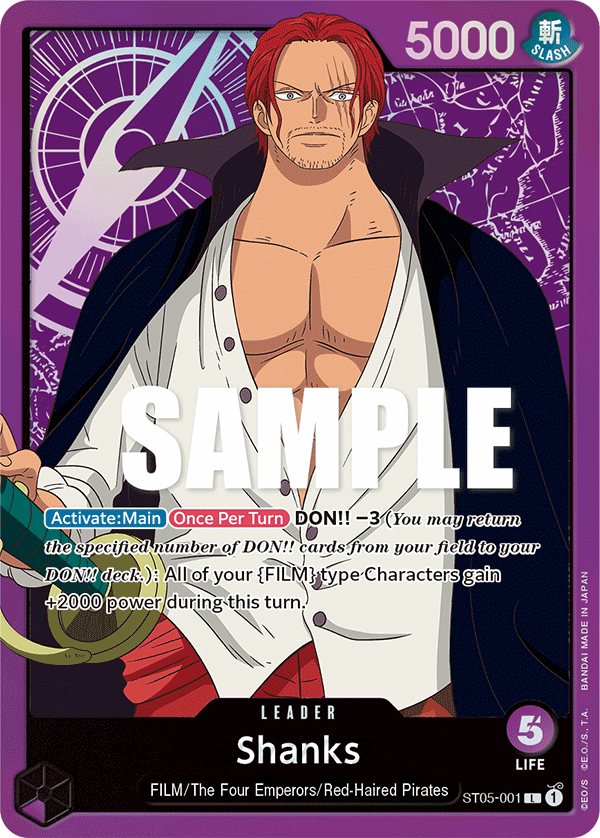 5000
斬
SLASH
SAMPLE
Activate:Main Once Per Turn DON!! −3 (You may return
the specified number of DON!! cards from your field to your
DON!! deck.): All of your {FILM} type Characters gain
+2000 power during this turn.
LEADER
Shanks
FILM/The Four Emperors/Red-Haired Pirates
5
LIFE
ST05-001 L 1
©E.O./S ©E.O./S., T.A. BANDAI MADE IN JAPAN